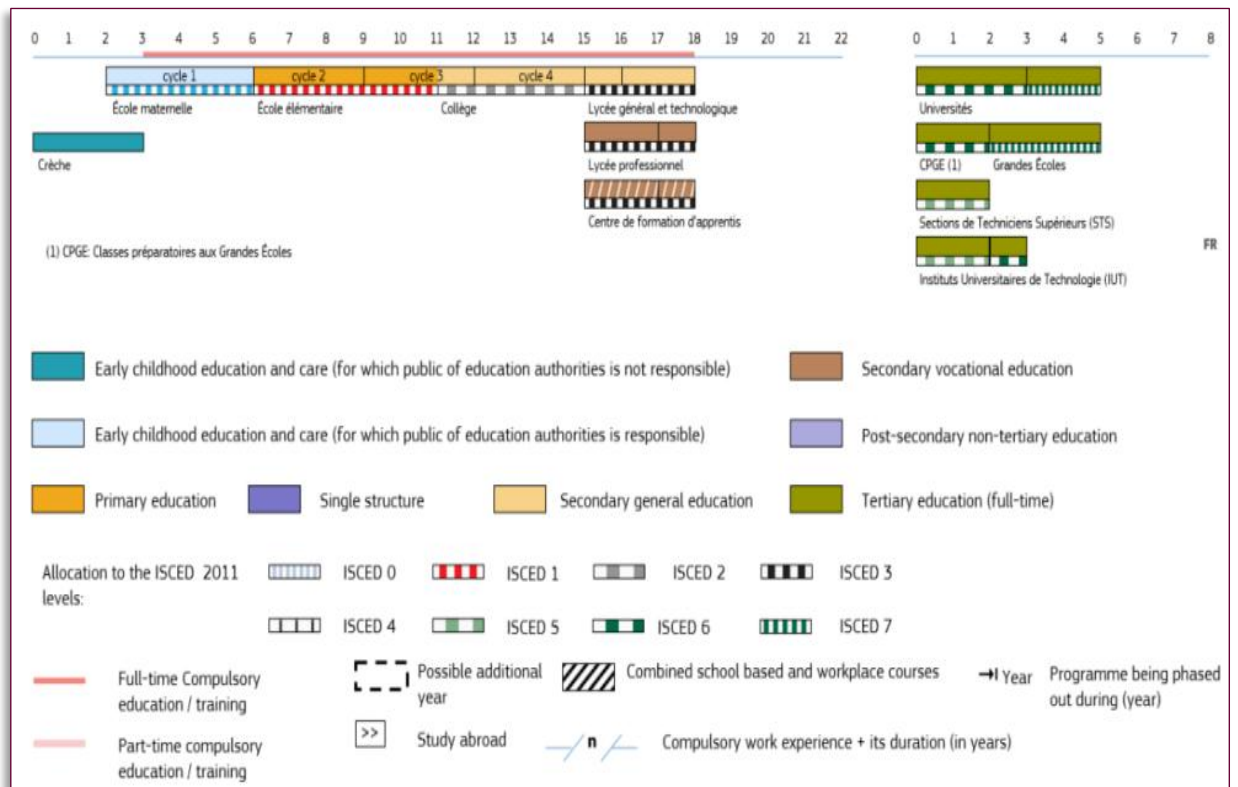 0 1 2 3 4 5 6 7 8 9 10 11 12 13 14 15 16 17 18 19 20 21 22
0 1 2 3 4 5 6 7 8
cycle 1 cycle 2 cycle 3 cycle 4
École maternelle École élémentaire Collège Lycée général et technologique
Universités
Crèche
Lycée professionnel
CPGE (1) Grandes Écoles
Centre de formation d'apprentis
Sections de Techniciens Supérieurs (STS)
(1) CPGE: Classes préparatoires aux Grandes Écoles
FR
Instituts Universitaires de Technologie (IUT)
Early childhood education and care (for which public of education authorities is not responsible)
Secondary vocational education
Early childhood education and care (for which public of education authorities is responsible)
Post-secondary non-tertiary education
Primary education Single structure Secondary general education Tertiary education (full-time)
Allocation to the ISCED 2011
levels:
ISCED 0 ISCED 1 ISCED 2 ISCED 3
ISCED 4 ISCED 5 ISCED 6 ISCED 7
Full-time Compulsory
education / training
Possible additional
year
Combined school based and workplace courses
Year Programme being phased
out during (year)
Part-time compulsory
education / training
>> Study abroad
n Compulsory work experience + its duration (in years)